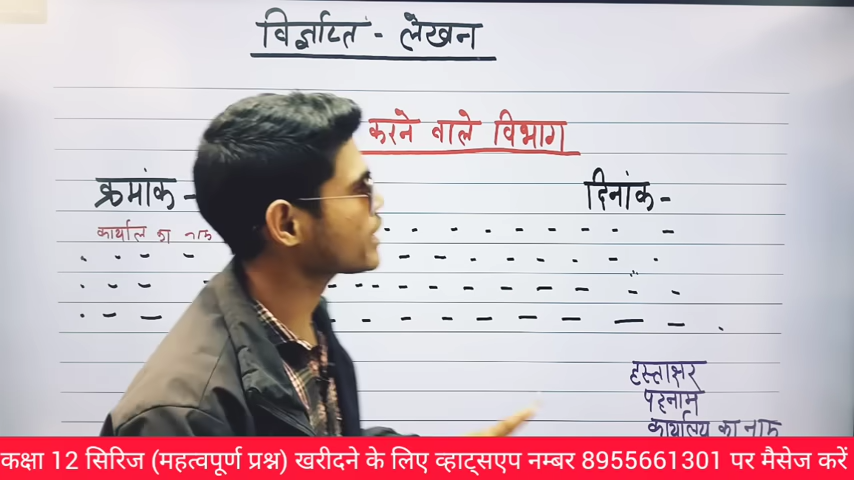 विज्ञप्ति - लेखन
करने वाले विभाग
क्रमांक -
दिनांक -
कार्याल का नाम
हस्ताक्षर
पदनाम
कार्यालय का नाम
कक्षा 12 सिरिज (महत्वपूर्ण प्रश्न) खरीदने के लिए व्हाट्सएप नम्बर 8955661301 पर मैसेज करें